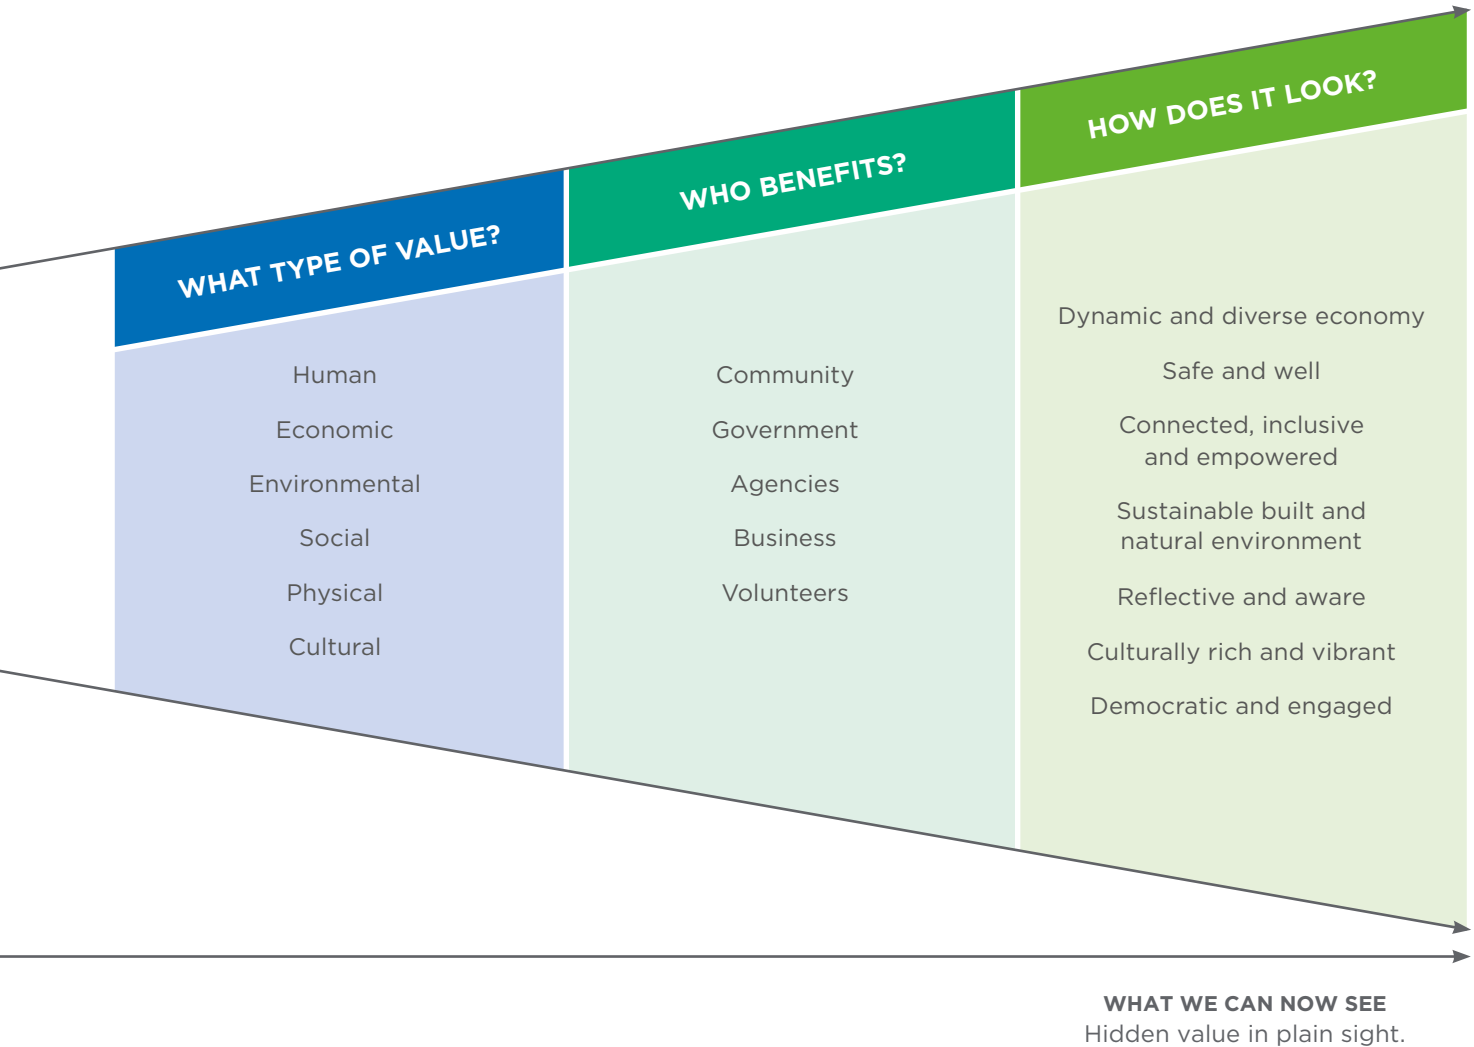 WHAT TYPE OF VALUE?
Human
Economic
Environmental
Social
Physical
Cultural
WHO BENEFITS?
Community
Government
Agencies
Business
Volunteers
HOW DOES IT LOOK?
Dynamic and diverse economy
Safe and well
Connected, inclusive
and empowered
Sustainable built and
natural environment
Reflective and aware
Culturally rich and vibrant
Democratic and engaged
WHAT WE CAN NOW SEE
Hidden value in plain sight.